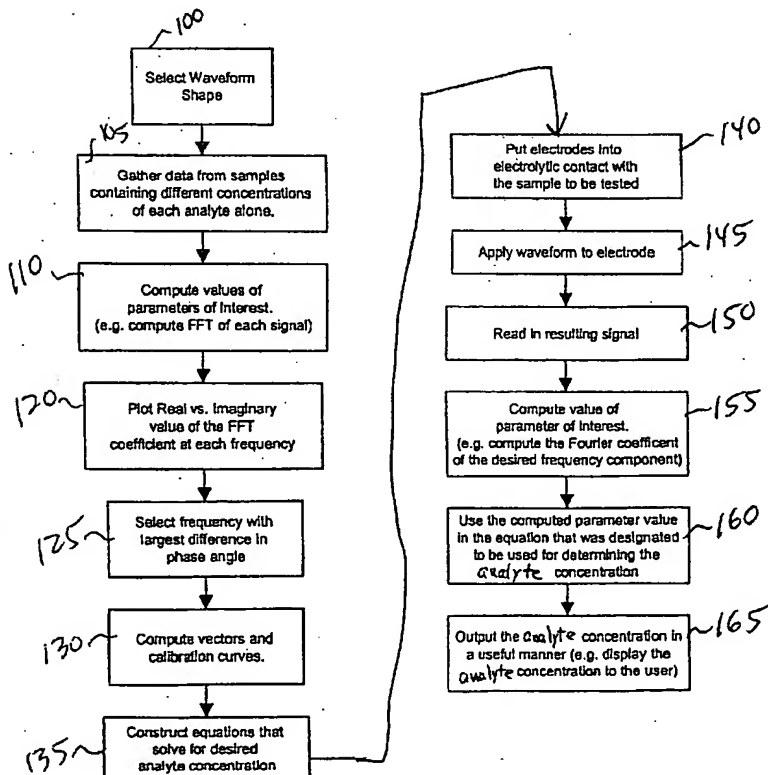 100
Select Waveform
Shape
105
Gather data from samples
containing different concentrations
of each analyte alone.
110
Compute values of
parameters of Interest.
(e.g. compute FFT of each signal)
120
Plot Real vs. Imaginary
value of the FFT
coefficient at each frequency
125
Select frequency with
largest difference in
phase angle
130
Compute vectors and
calibration curves.
135
Construct equations that
solve for desired
analyte concentration
140
Put electrodes into
electrolytic contact with
the sample to be tested
145
Apply waveform to electrode
150
Read in resulting signal
155
Compute value of
parameter of Interest.
(e.g. compute the Fourier coefficent
of the desired frequency component)
160
Use the computed parameter value
in the equation that was designated
to be used for determining the
analyte concentration
165
Output the analyte concentration in
a useful manner (e.g. display the
analyte concentration to the user)